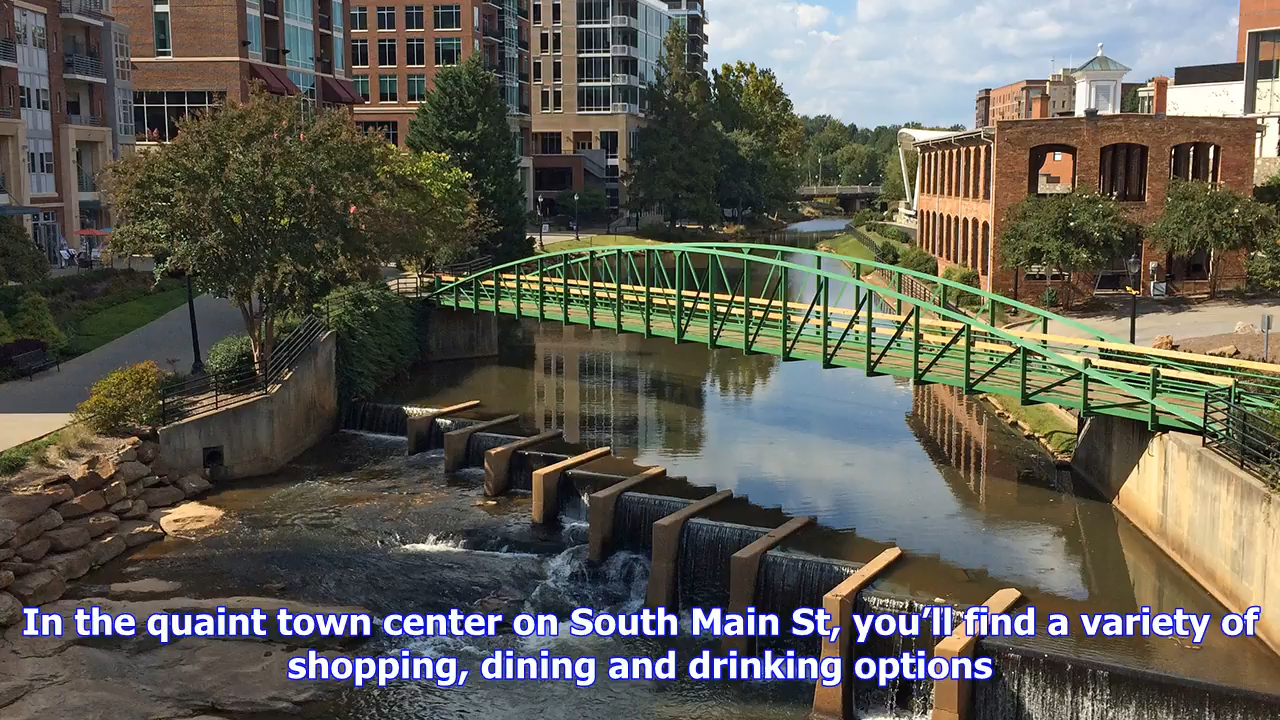 In the quaint town center on South Main St, you’ll find a variety of
shopping, dining and drinking options